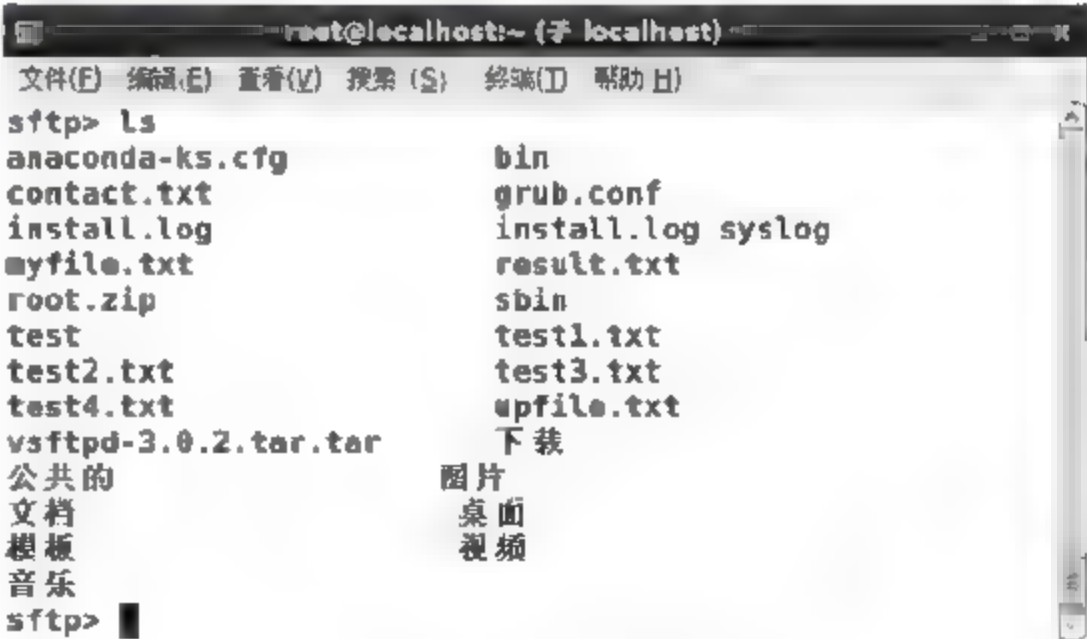 root@localhost:~ (于 localhost)
文件(F) 编辑(E) 查看(V) 搜索 (S) 终端(T) 帮助 H)
sftp> ls
anaconda-ks.cfg bin
contact.txt grub.conf
install.log install.log syslog
myfile.txt result.txt
root.zip sbin
test test1.txt
test2.txt test3.txt
test4.txt upfile.txt
vsftpd-3.0.2.tar.tar 下载
公共的 图片
文档 桌面
模板 视频
音乐
sftp>